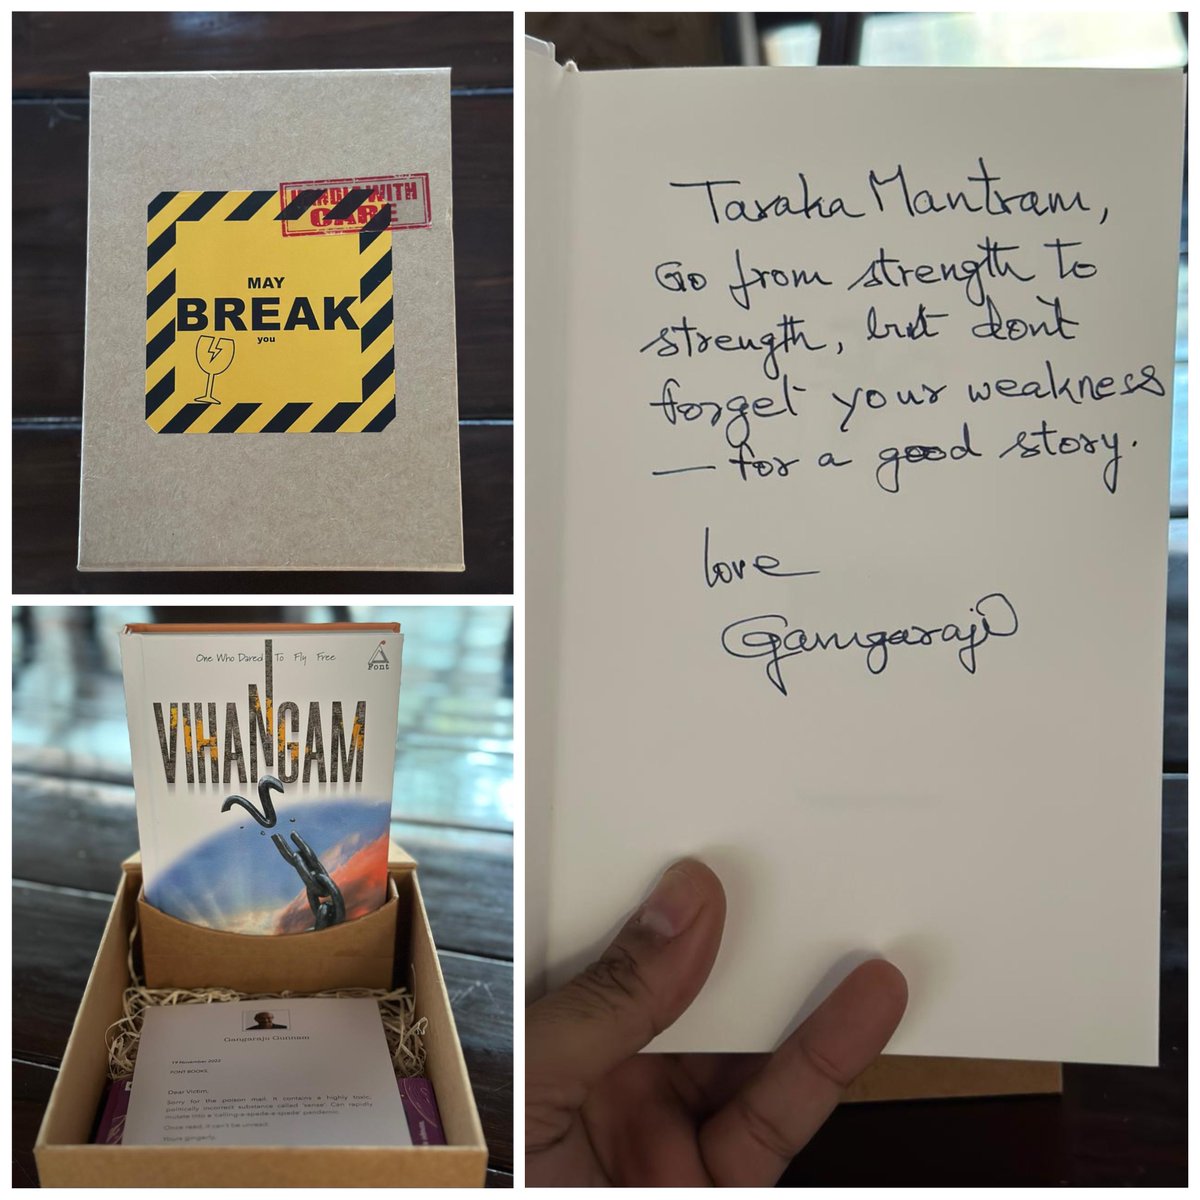 HANDLE WITH
CARE
MAY
BREAK
you
One Who Dared To Fly Free
Font
VIHANGAM
Gangaraju Gunnam
19 November 2022
FONT BOOKS,
Dear Victim,
Sorry for the poison mail. It contains a highly toxic,
politically incorrect substance called 'sense'. Can rapidly
mutate into a 'calling-a-spade-a-spade' pandemic.
Once read, it can't be unread.
Yours gingerly,
Taraka Mantram,
Go from strength to
strength, but don't
forget your weakness
— for a good story.
love
Gangaraju